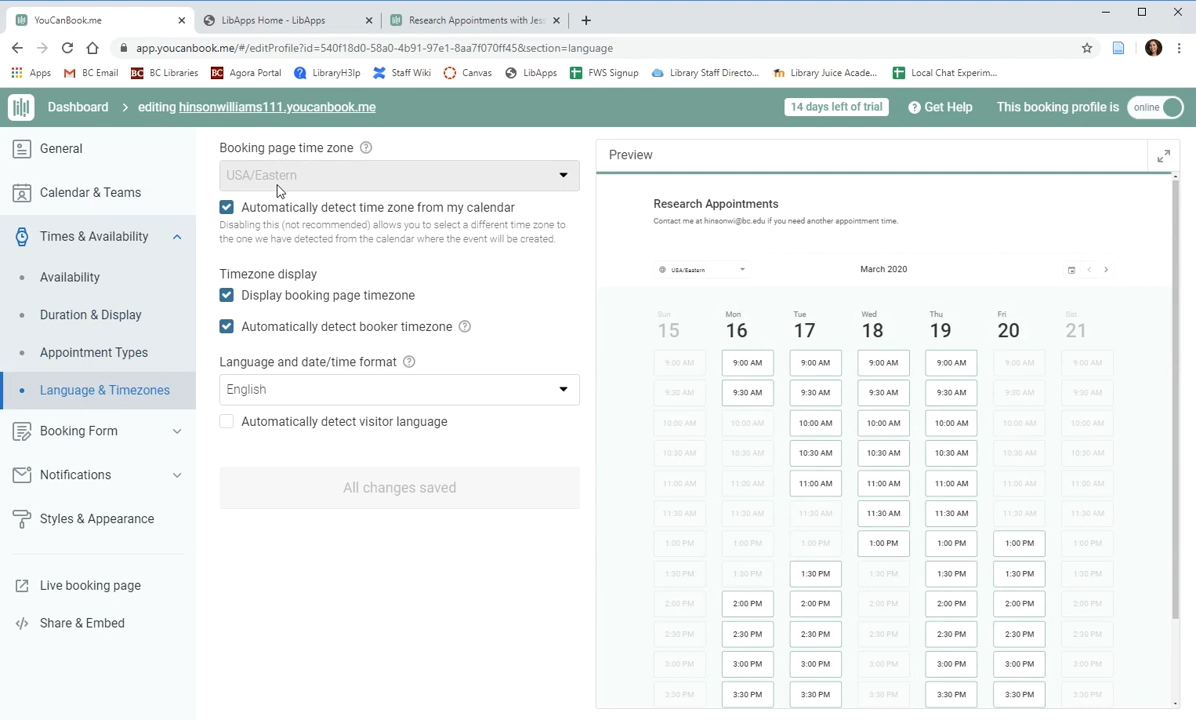 YouCanBook.me
LibApps Home - LibApps
Research Appointments with Jess
app.youcanbook.me/#/editProfile?id=540f18d0-58a0-4b91-97e1-8aa7f070ff45&section=language
Apps BC Email BC Libraries Agora Portal LibraryH3lp Staff Wiki Canvas LibApps FWS Signup Library Staff Directo... Library Juice Acade... Local Chat Experim...
Dashboard > editing hinsonwilliams111.youcanbook.me 14 days left of trial Get Help This booking profile is online
General
Calendar & Teams
Times & Availability
Availability
Duration & Display
Appointment Types
Language & Timezones
Booking Form
Notifications
Styles & Appearance
Live booking page
Share & Embed
Booking page time zone
USA/Eastern
Automatically detect time zone from my calendar
Disabling this (not recommended) allows you to select a different time zone to
the one we have detected from the calendar where the event will be created.
Timezone display
Display booking page timezone
Automatically detect booker timezone
Language and date/time format
English
Automatically detect visitor language
All changes saved
Preview
Research Appointments
Contact me at hinsonwi@bc.edu if you need another appointment time.
USA/Eastern March 2020
Sun Mon Tue Wed Thu Fri Sat
15 16 17 18 19 20 21
9:00 AM 9:00 AM 9:00 AM 9:00 AM 9:00 AM 9:00 AM 9:00 AM
9:30 AM 9:30 AM 9:30 AM 9:30 AM 9:30 AM 9:30 AM 9:30 AM
10:00 AM 10:00 AM 10:00 AM 10:00 AM 10:00 AM 10:00 AM 10:00 AM
10:30 AM 10:30 AM 10:30 AM 10:30 AM 10:30 AM 10:30 AM 10:30 AM
11:00 AM 11:00 AM 11:00 AM 11:00 AM 11:00 AM 11:00 AM 11:00 AM
11:30 AM 11:30 AM 11:30 AM 11:30 AM 11:30 AM 11:30 AM 11:30 AM
1:00 PM 1:00 PM 1:00 PM 1:00 PM 1:00 PM 1:00 PM 1:00 PM
1:30 PM 1:30 PM 1:30 PM 1:30 PM 1:30 PM 1:30 PM 1:30 PM
2:00 PM 2:00 PM 2:00 PM 2:00 PM 2:00 PM 2:00 PM 2:00 PM
2:30 PM 2:30 PM 2:30 PM 2:30 PM 2:30 PM 2:30 PM 2:30 PM
3:00 PM 3:00 PM 3:00 PM 3:00 PM 3:00 PM 3:00 PM 3:00 PM
3:30 PM 3:30 PM 3:30 PM 3:30 PM 3:30 PM 3:30 PM 3:30 PM